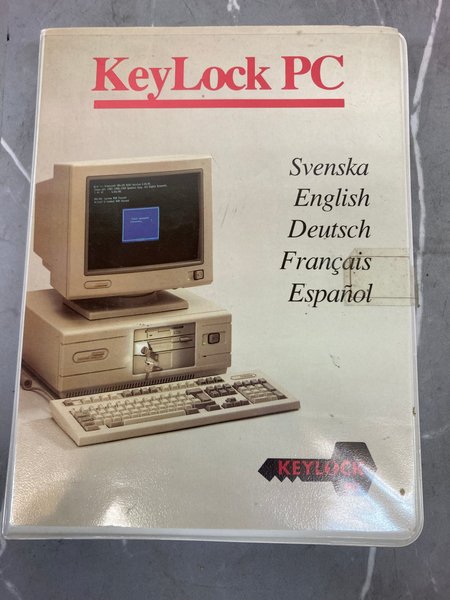 KeyLock PC
Svenska
English
Deutsch
Français
Español
KEYLOCK